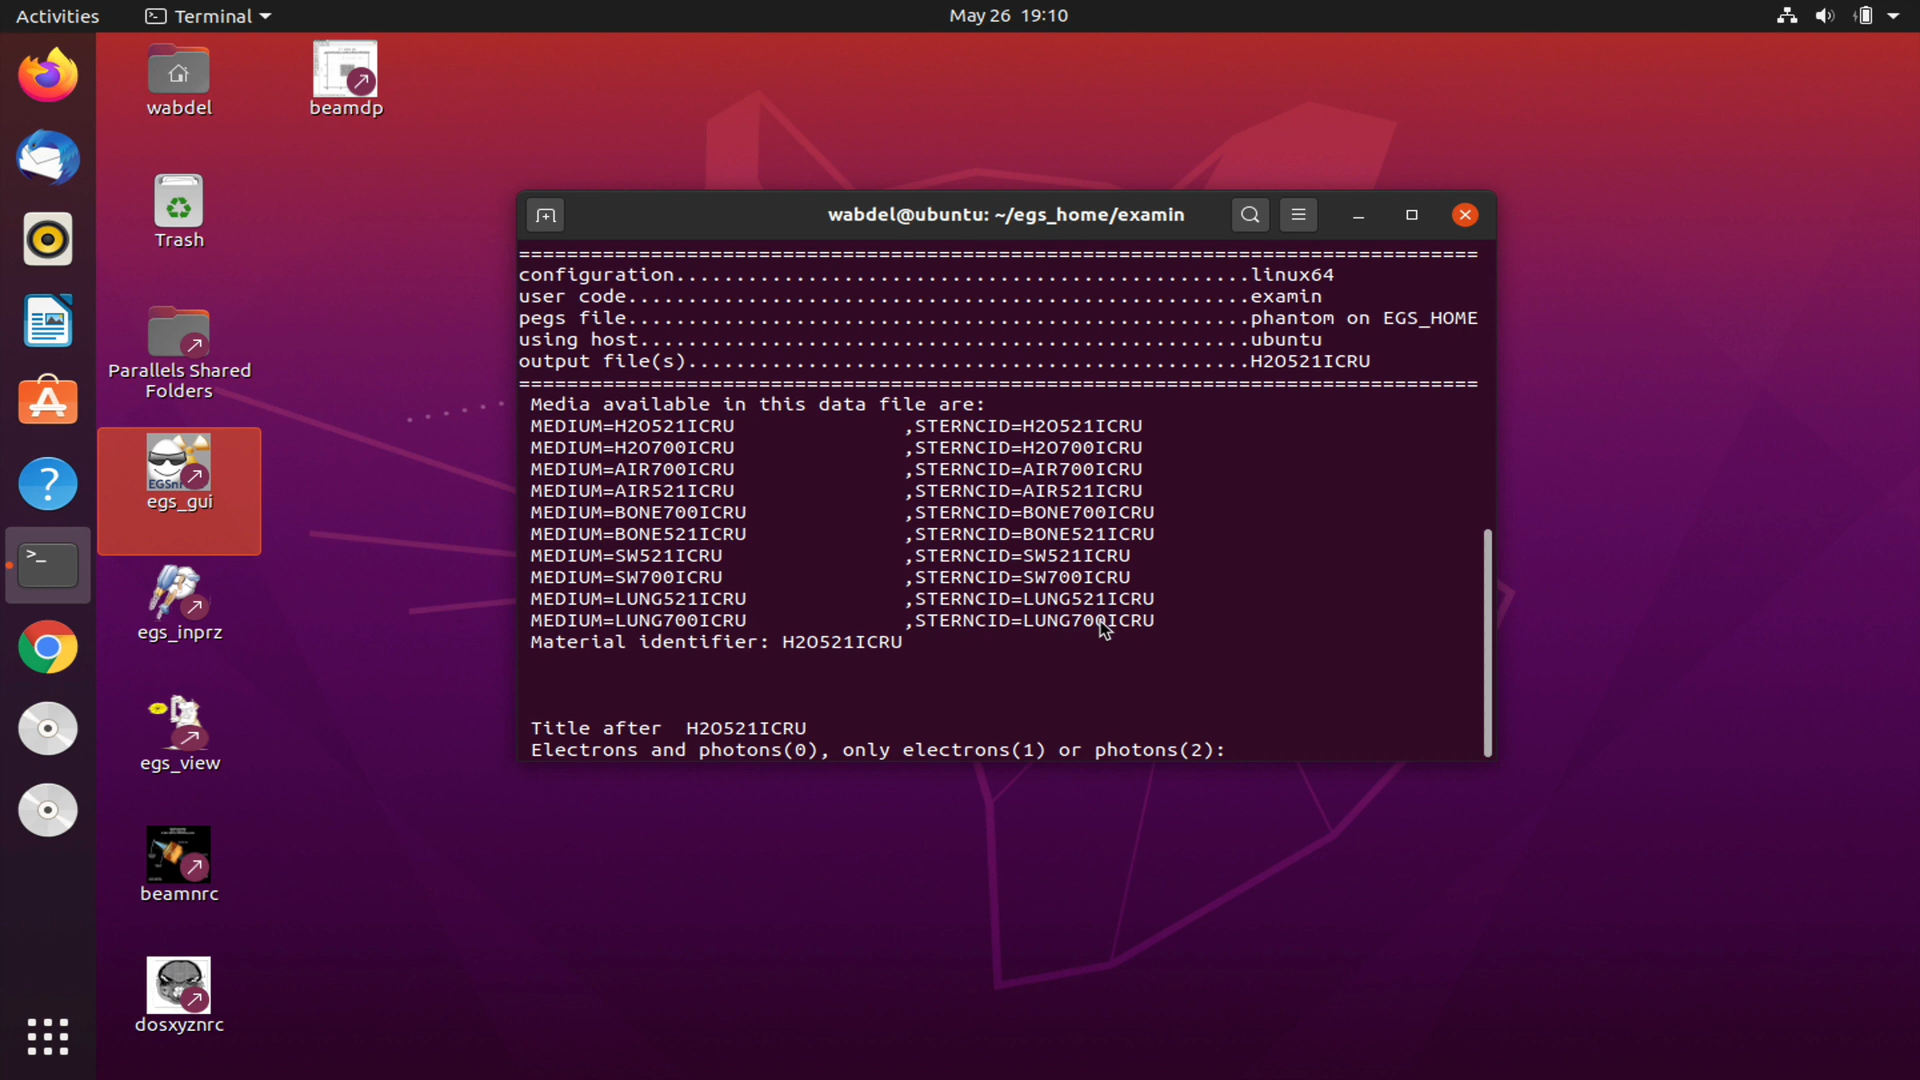 Activities
Terminal
May 26 19:10
wabdel
beamdp
Trash
Parallels Shared
Folders
EGSnr
egs_gui
egs_inprz
egs_view
beamnrc
dosxyznrc
wabdel@ubuntu: ~/egs_home/examin
================================================================================
configuration................................................linux64
user code....................................................examin
pegs file....................................................phantom on EGS_HOME
using host...................................................ubuntu
output file(s)...............................................H2O521ICRU
================================================================================
Media available in this data file are:
MEDIUM=H2O521ICRU ,STERNCID=H2O521ICRU
MEDIUM=H2O700ICRU ,STERNCID=H2O700ICRU
MEDIUM=AIR700ICRU ,STERNCID=AIR700ICRU
MEDIUM=AIR521ICRU ,STERNCID=AIR521ICRU
MEDIUM=BONE700ICRU ,STERNCID=BONE700ICRU
MEDIUM=BONE521ICRU ,STERNCID=BONE521ICRU
MEDIUM=SW521ICRU ,STERNCID=SW521ICRU
MEDIUM=SW700ICRU ,STERNCID=SW700ICRU
MEDIUM=LUNG521ICRU ,STERNCID=LUNG521ICRU
MEDIUM=LUNG700ICRU ,STERNCID=LUNG700ICRU
Material identifier: H2O521ICRU
Title after H2O521ICRU
Electrons and photons(0), only electrons(1) or photons(2):